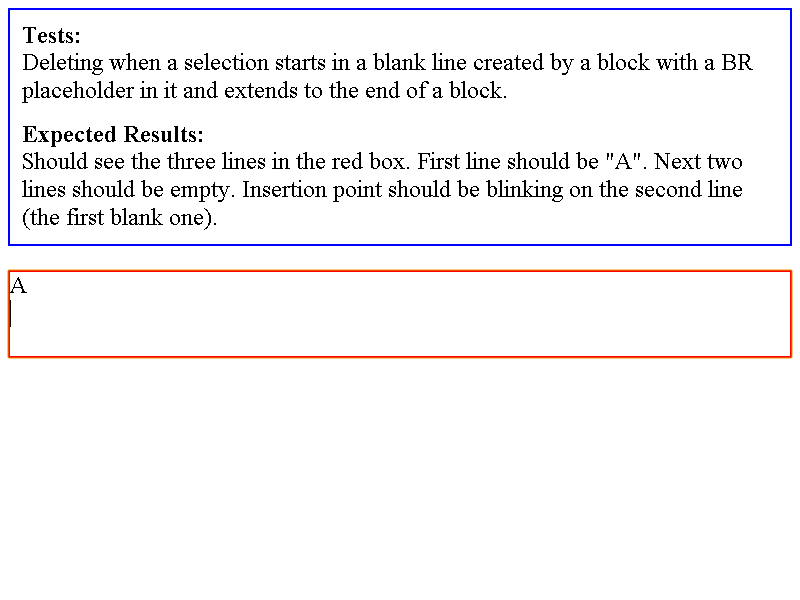 Tests:
Deleting when a selection starts in a blank line created by a block with a BR
placeholder in it and extends to the end of a block.
Expected Results:
Should see the three lines in the red box. First line should be "A". Next two
lines should be empty. Insertion point should be blinking on the second line
(the first blank one).
A